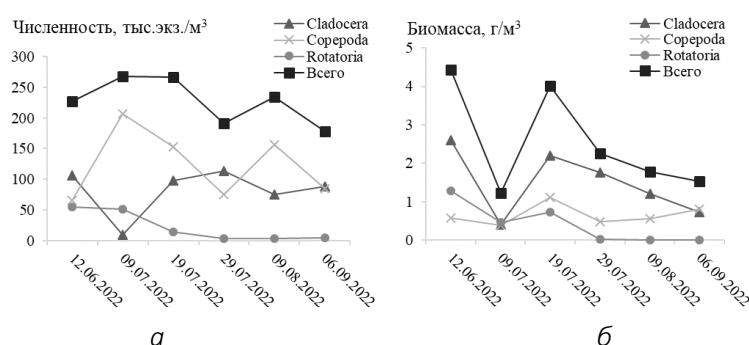 Численность, тыс.экз./м³
Cladocera
Copepoda
Rotatoria
Всего
300
250
200
150
100
50
0
12.06.2022
09.07.2022
19.07.2022
29.07.2022
09.08.2022
06.09.2022
а
Биомасса, г/м³
Cladocera
Copepoda
Rotatoria
Всего
5
4
3
2
1
0
12.06.2022
09.07.2022
19.07.2022
29.07.2022
09.08.2022
06.09.2022
б